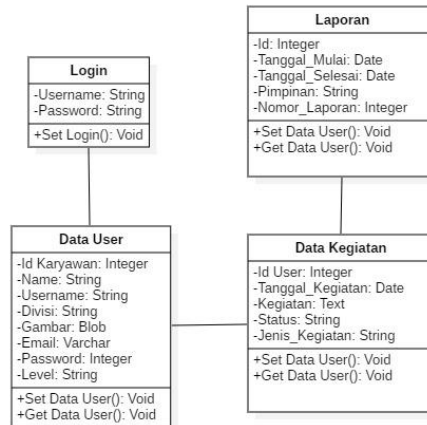 Login
-Username: String
-Password: String
+Set Login(): Void
Laporan
-Id: Integer
-Tanggal_Mulai: Date
-Tanggal_Selesai: Date
-Pimpinan: String
-Nomor_Laporan: Integer
+Set Data User(): Void
+Get Data User(): Void
Data User
-Id Karyawan: Integer
-Name: String
-Username: String
-Divisi: String
-Gambar: Blob
-Email: Varchar
-Password: Integer
-Level: String
+Set Data User(): Void
+Get Data User(): Void
Data Kegiatan
-Id User: Integer
-Tanggal_Kegiatan: Date
-Kegiatan: Text
-Status: String
-Jenis_Kegiatan: String
+Set Data User(): Void
+Get Data User(): Void